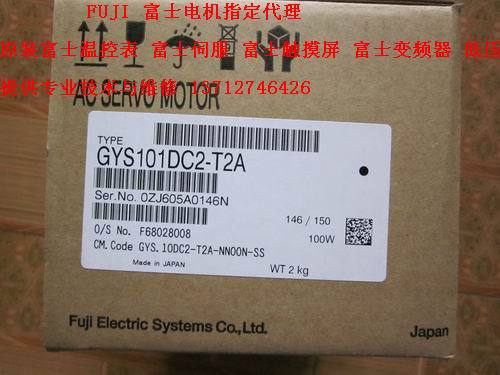 FUJI 富士电机指定代理
原装富士温控表 富士伺服 富士触摸屏 富士变频器
提供专业技术与维修 13712746426
AC SERVO MOTOR
TYPE
GYS101DC2-T2A
Ser.No. 0ZJ605A0146N
146 / 150
O/S No. F68028008
100W
CM.Code GYS.10DC2-T2A-NN00N-SS
Made in JAPAN
WT 2 kg
Fuji Electric Systems Co.,Ltd.
Japan